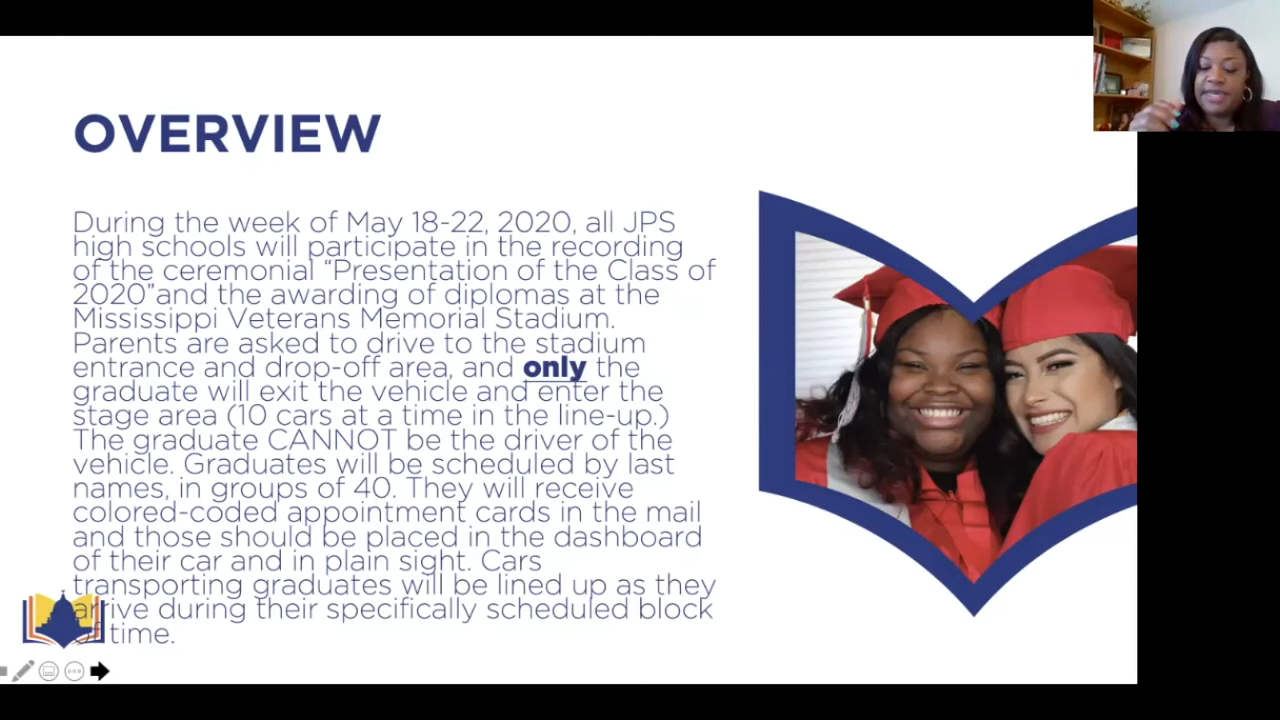 OVERVIEW
During the week of May 18-22, 2020, all JPS
high schools will participate in the recording
of the ceremonial “Presentation of the Class of
2020”and the awarding of diplomas at the
Mississippi Veterans Memorial Stadium.
Parents are asked to drive to the stadium
entrance and drop-off area, and only the
graduate will exit the vehicle and enter the
stage area (10 cars at a time in the line-up.)
The graduate CANNOT be the driver of the
vehicle. Graduates will be scheduled by last
names, in groups of 40. They will receive
colored-coded appointment cards in the mail
and those should be placed in the dashboard
of their car and in plain sight. Cars
transporting graduates will be lined up as they
arrive during their specifically scheduled block
of time.